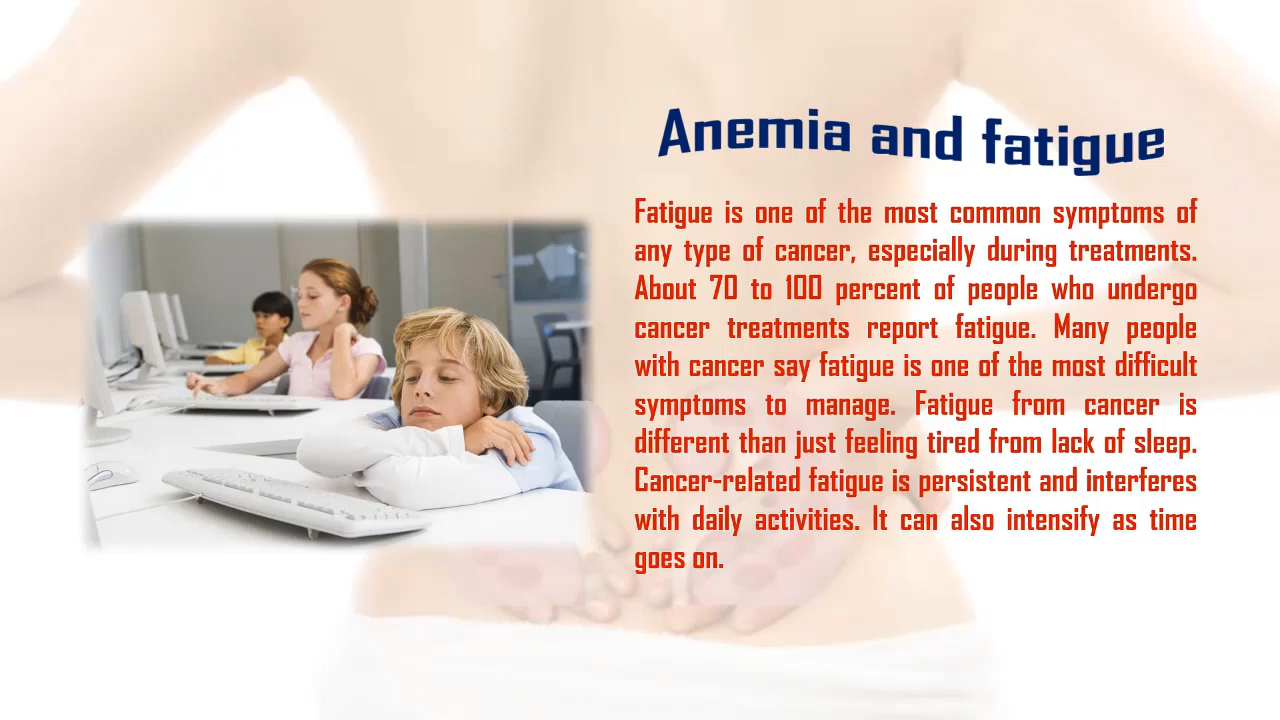 Anemia and fatigue
Fatigue is one of the most common symptoms of
any type of cancer, especially during treatments.
About 70 to 100 percent of people who undergo
cancer treatments report fatigue. Many people
with cancer say fatigue is one of the most difficult
symptoms to manage. Fatigue from cancer is
different than just feeling tired from lack of sleep.
Cancer-related fatigue is persistent and interferes
with daily activities. It can also intensify as time
goes on.